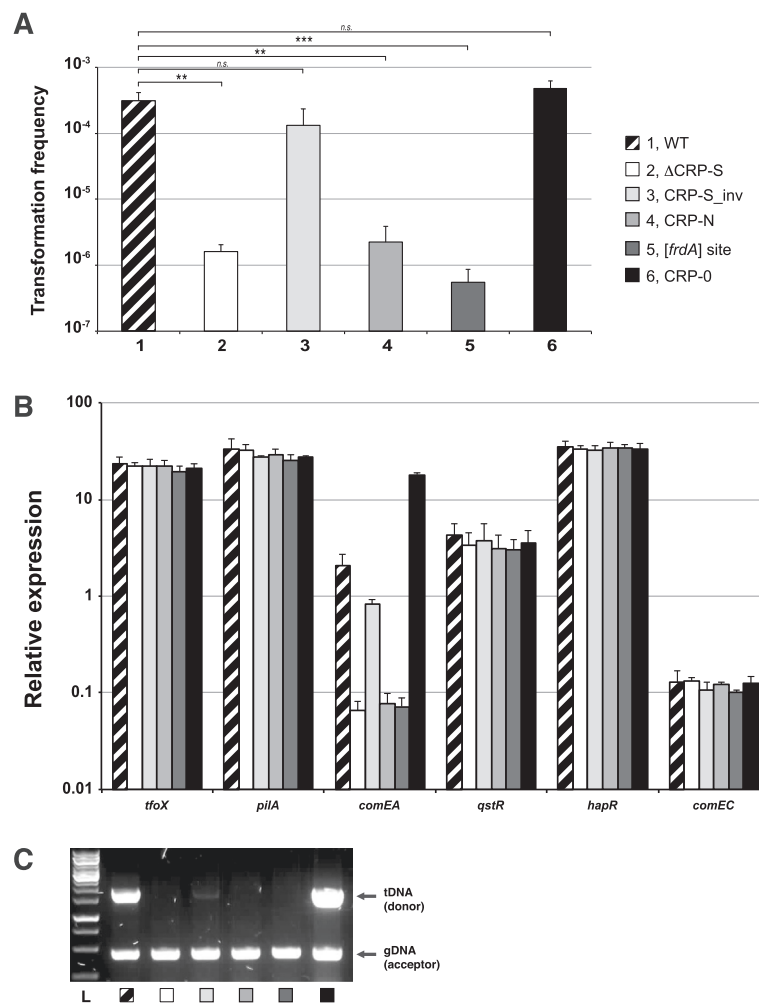 A
n.s.
***
**
n.s.
**
Transformation frequency
10-3
10-4
10-5
10-6
10-7
1 2 3 4 5 6
1, WT
2, ΔCRP-S
3, CRP-S_inv
4, CRP-N
5, [frdA] site
6, CRP-0
B
Relative expression
100
10
1
0.1
0.01
tfoX pilA comEA qstR hapR comEC
C
tDNA
(donor)
gDNA
(acceptor)
L